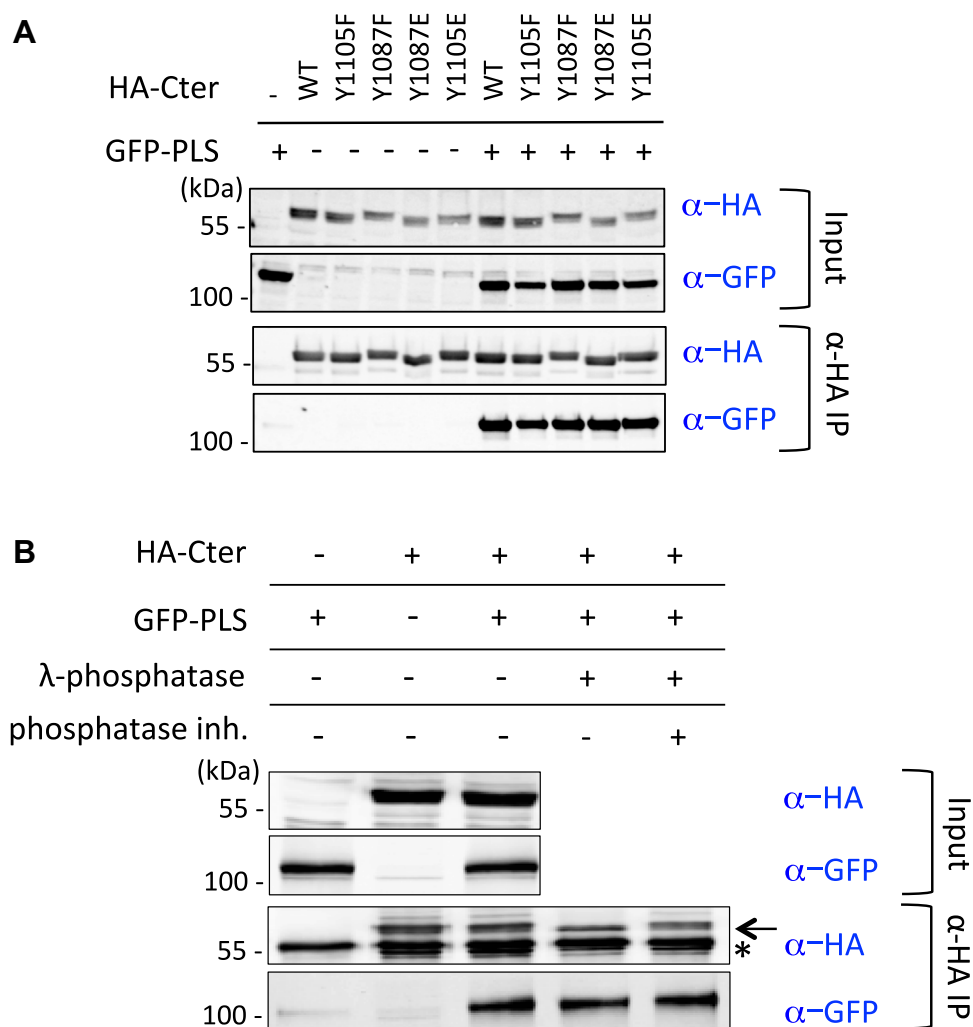 A
HA-Cter - WT Y1105F Y1087F Y1087E Y1105E WT Y1105F Y1087F Y1087E Y1105E
GFP-PLS + – – – – - + + + + +
(kDa)
55 - α–HA
100 - α–GFP
Input
55 - α–HA
100 - α–GFP
α-HA IP
B
HA-Cter - + + + +
GFP-PLS + - + + +
λ-phosphatase - - - + +
phosphatase inh. - - - - +
(kDa)
55 - α–HA
100 - α–GFP
Input
55 - * α–HA
100 - α–GFP
α-HA IP